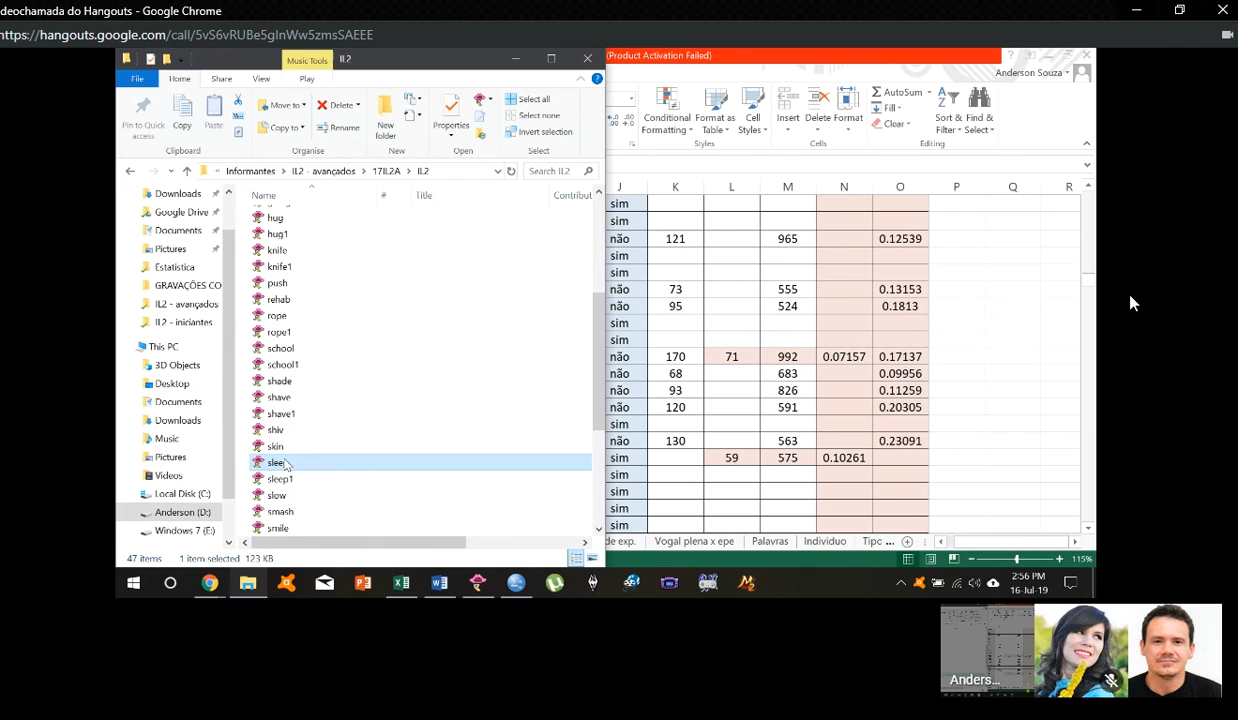 deochamada do Hangouts - Google Chrome
https://hangouts.google.com/call/5vS6vRUBe5gInWw5zmsSAEEE
Music Tools
IL2
File
Home
Share
View
Play
Pin to Quick access
Copy
Paste
Move to
Copy to
Delete
Rename
New folder
Properties
Select all
Select none
Invert selection
Clipboard
Organise
New
Open
Select
Informantes
IL2 - avançados
17IL2A
IL2
Search IL2
Downloads
Google Drive
Documents
Pictures
Estatística
GRAVAÇÕES CO
IL2 - avançados
IL2 - iniciantes
This PC
3D Objects
Desktop
Documents
Downloads
Music
Pictures
Videos
Local Disk (C:)
Anderson (D:)
Windows 7 (E:)
Name
#
Title
Contribut
hug
hug1
knife
knife1
push
rehab
rope
rope1
school
school1
shade
shave
shave1
shiv
skin
sleep
sleep1
slow
smash
smile
47 items
1 item selected 123 KB
(Product Activation Failed)
Anderson Souza
Conditional Formatting
Format as Table
Cell Styles
Insert
Delete
Format
AutoSum
Fill
Clear
Sort & Filter
Find & Select
Styles
Cells
Editing
J K L M N O P Q R
sim
sim
não 121 965 0.12539
sim
sim
não 73 555 0.13153
não 95 524 0.1813
sim
sim
não 170 71 992 0.07157 0.17137
não 68 683 0.09956
não 93 826 0.11259
não 120 591 0.20305
sim
não 130 563 0.23091
sim 59 575 0.10261
sim
sim
sim
sim
de exp.
Vogal plena x epe
Palavras
Individuo
Tipo ...
115%
2:56 PM
16-Jul-19
Anders...